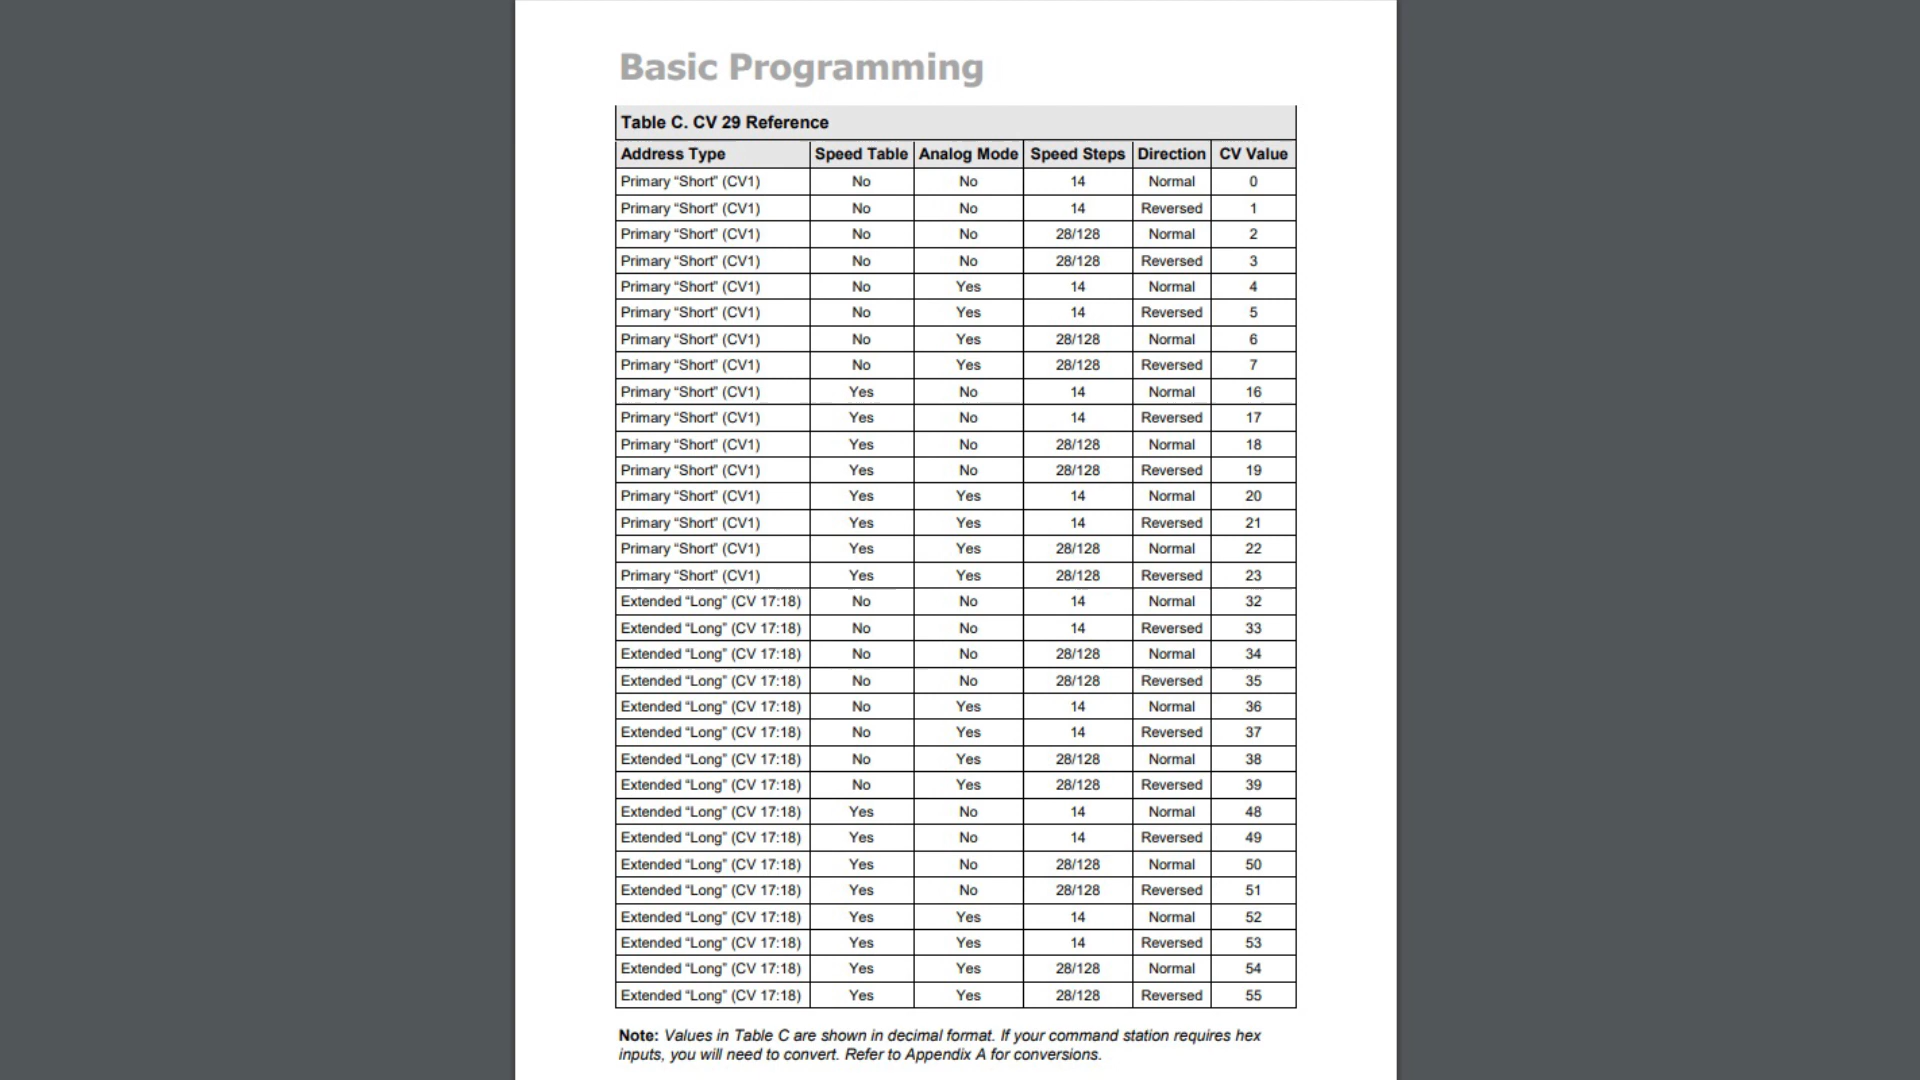 Basic Programming
Table C. CV 29 Reference
Address Type Speed Table Analog Mode Speed Steps Direction CV Value
Primary “Short” (CV1) No No 14 Normal 0
Primary “Short” (CV1) No No 14 Reversed 1
Primary “Short” (CV1) No No 28/128 Normal 2
Primary “Short” (CV1) No No 28/128 Reversed 3
Primary “Short” (CV1) No Yes 14 Normal 4
Primary “Short” (CV1) No Yes 14 Reversed 5
Primary “Short” (CV1) No Yes 28/128 Normal 6
Primary “Short” (CV1) No Yes 28/128 Reversed 7
Primary “Short” (CV1) Yes No 14 Normal 16
Primary “Short” (CV1) Yes No 14 Reversed 17
Primary “Short” (CV1) Yes No 28/128 Normal 18
Primary “Short” (CV1) Yes No 28/128 Reversed 19
Primary “Short” (CV1) Yes Yes 14 Normal 20
Primary “Short” (CV1) Yes Yes 14 Reversed 21
Primary “Short” (CV1) Yes Yes 28/128 Normal 22
Primary “Short” (CV1) Yes Yes 28/128 Reversed 23
Extended “Long” (CV 17:18) No No 14 Normal 32
Extended “Long” (CV 17:18) No No 14 Reversed 33
Extended “Long” (CV 17:18) No No 28/128 Normal 34
Extended “Long” (CV 17:18) No No 28/128 Reversed 35
Extended “Long” (CV 17:18) No Yes 14 Normal 36
Extended “Long” (CV 17:18) No Yes 14 Reversed 37
Extended “Long” (CV 17:18) No Yes 28/128 Normal 38
Extended “Long” (CV 17:18) No Yes 28/128 Reversed 39
Extended “Long” (CV 17:18) Yes No 14 Normal 48
Extended “Long” (CV 17:18) Yes No 14 Reversed 49
Extended “Long” (CV 17:18) Yes No 28/128 Normal 50
Extended “Long” (CV 17:18) Yes No 28/128 Reversed 51
Extended “Long” (CV 17:18) Yes Yes 14 Normal 52
Extended “Long” (CV 17:18) Yes Yes 14 Reversed 53
Extended “Long” (CV 17:18) Yes Yes 28/128 Normal 54
Extended “Long” (CV 17:18) Yes Yes 28/128 Reversed 55
Note: Values in Table C are shown in decimal format. If your command station requires hex
inputs, you will need to convert. Refer to Appendix A for conversions.